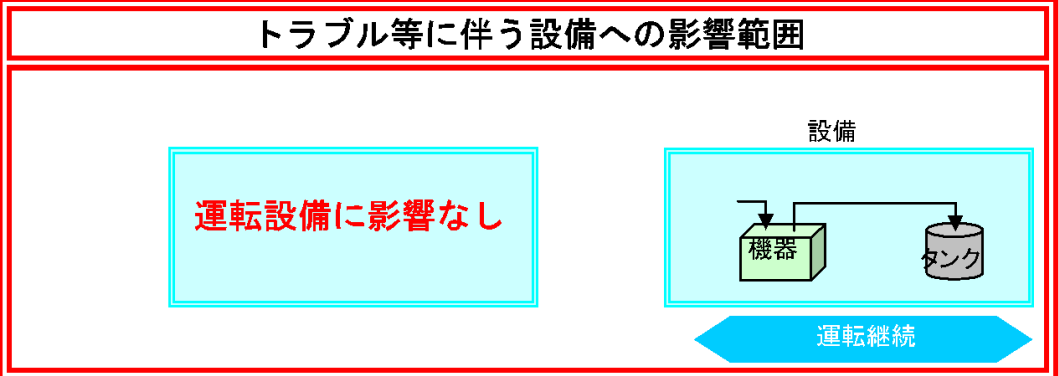 トラブル等に伴う設備への影響範囲
設備
運転設備に影響なし
機器
タンク
運転継続